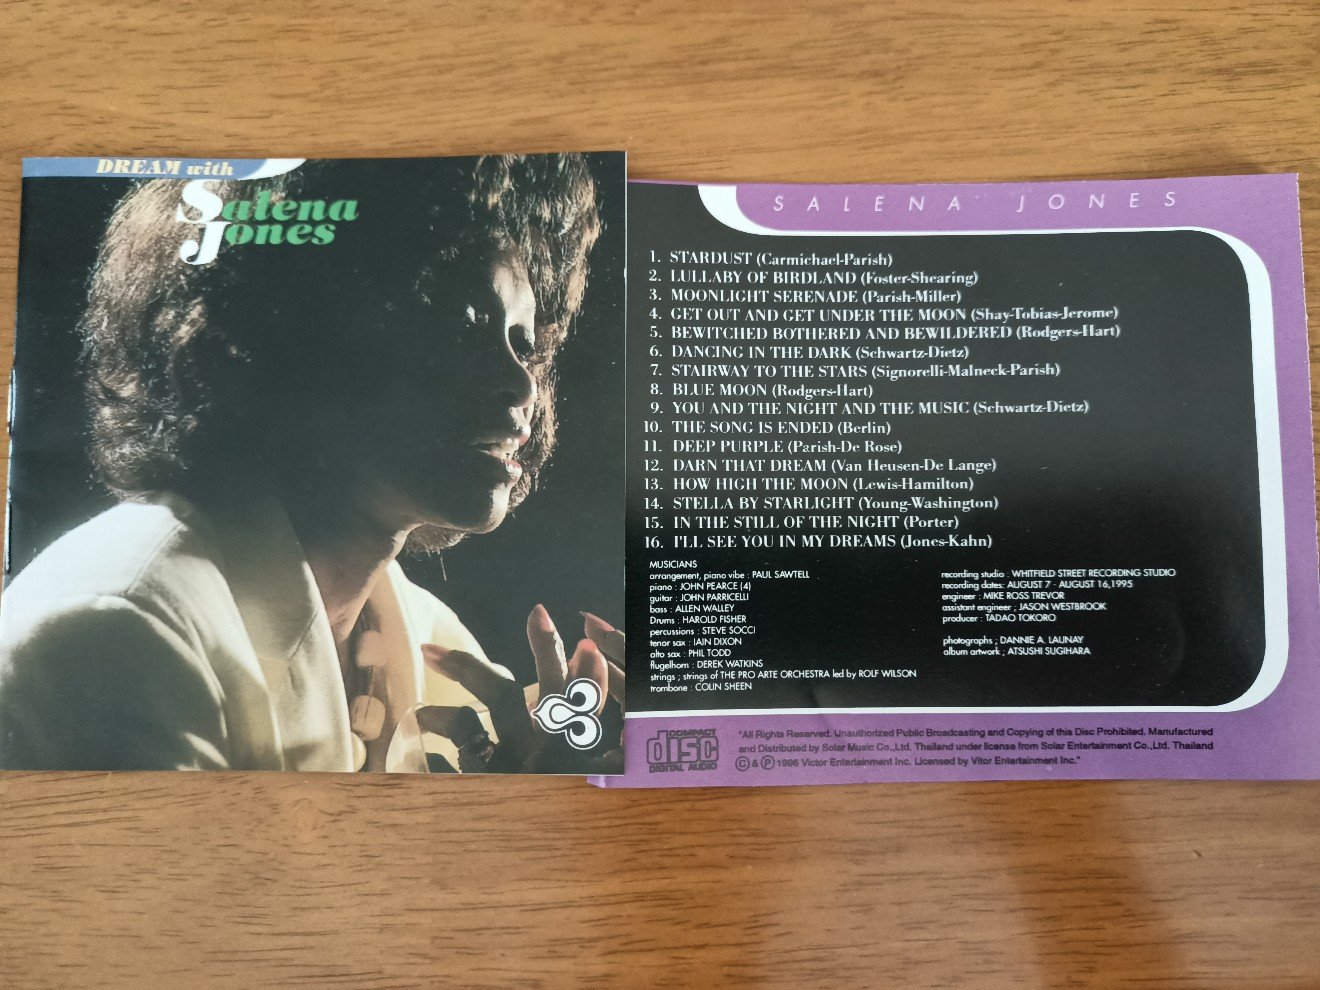 DREAM with
Salena
Jones
SALENA JONES
1. STARDUST (Carmichael-Parish)
2. LULLABY OF BIRDLAND (Foster-Shearing)
3. MOONLIGHT SERENADE (Parish-Miller)
4. GET OUT AND GET UNDER THE MOON (Shay-Tobias-Jerome)
5. BEWITCHED BOTHERED AND BEWILDERED (Rodgers-Hart)
6. DANCING IN THE DARK (Schwartz-Dietz)
7. STAIRWAY TO THE STARS (Signorelli-Malneck-Parish)
8. BLUE MOON (Rodgers-Hart)
9. YOU AND THE NIGHT AND THE MUSIC (Schwartz-Dietz)
10. THE SONG IS ENDED (Berlin)
11. DEEP PURPLE (Parish-De Rose)
12. DARN THAT DREAM (Van Heusen-De Lange)
13. HOW HIGH THE MOON (Lewis-Hamilton)
14. STELLA BY STARLIGHT (Young-Washington)
15. IN THE STILL OF THE NIGHT (Porter)
16. I'LL SEE YOU IN MY DREAMS (Jones-Kahn)
MUSICIANS
arrangement, piano vibe : PAUL SAWTELL
piano : JOHN PEARCE (4)
guitar : JOHN PARRICELLI
bass : ALLEN WALLEY
Drums : HAROLD FISHER
percussions : STEVE SOCCI
tenor sax : IAIN DIXON
alto sax : PHIL TODD
flugelhorn : DEREK WATKINS
strings ; strings of THE PRO ARTE ORCHESTRA led by ROLF WILSON
trombone : COLIN SHEEN
recording studio : WHITFIELD STREET RECORDING STUDIO
recording dates: AUGUST 7 - AUGUST 16,1995
engineer : MIKE ROSS TREVOR
assistant engineer ; JASON WESTBROOK
producer : TADAO TOKORO
photographs ; DANNIE A. LAUNAY
album artwork ; ATSUSHI SUGIHARA
COMPACT
disc
DIGITAL AUDIO
"All Rights Reserved. Unauthorized Public Broadcasting and Copying of this Disc Prohibited. Manufactured
and Distributed by Solar Music Co.,Ltd. Thailand under license from Solar Entertainment Co.,Ltd. Thailand
© & ℗ 1996 Victor Entertainment Inc. Licensed by Vitor Entertainment Inc."